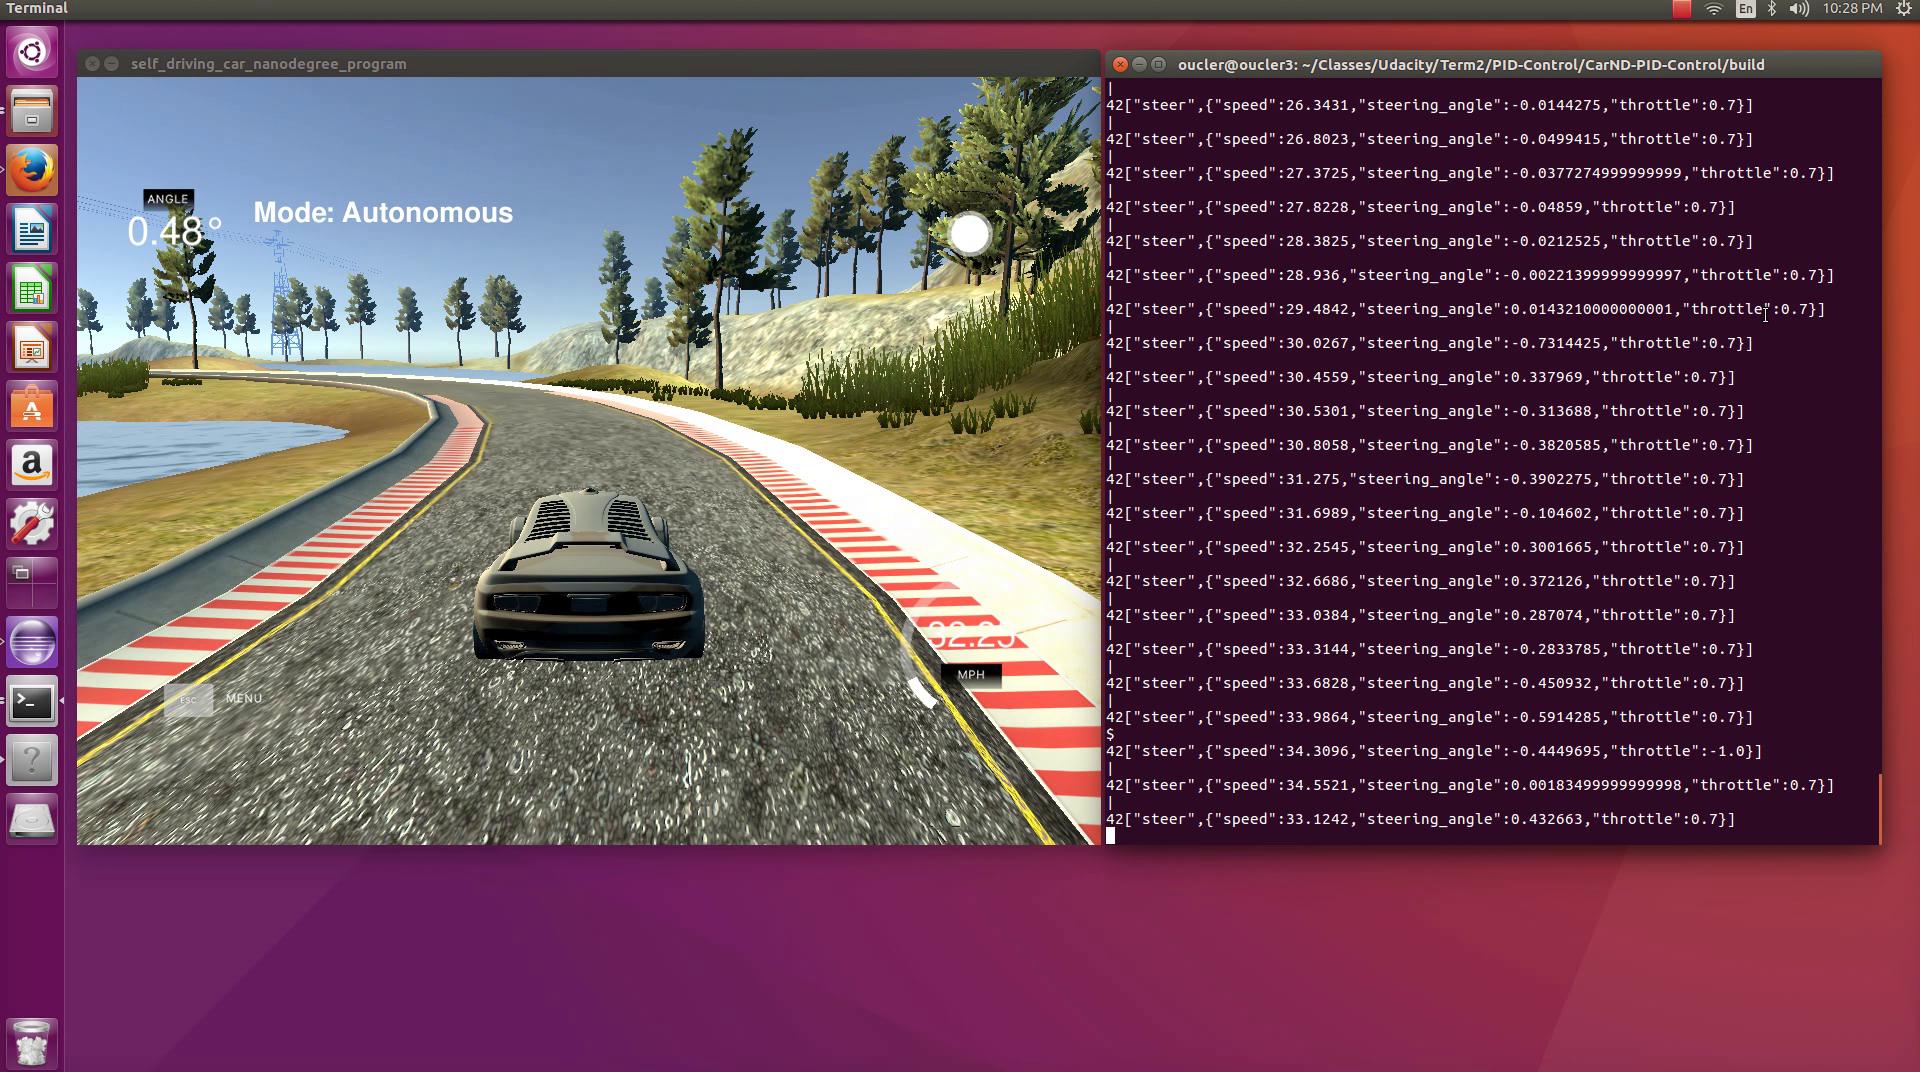 Terminal
En
10:28 PM
self_driving_car_nanodegree_program
ANGLE
0.48°
Mode: Autonomous
MPH
ESC
MENU
oucler@oucler3: ~/Classes/Udacity/Term2/PID-Control/CarND-PID-Control/build
|
42["steer",{"speed":26.3431,"steering_angle":-0.0144275,"throttle":0.7}]
|
42["steer",{"speed":26.8023,"steering_angle":-0.0499415,"throttle":0.7}]
|
42["steer",{"speed":27.3725,"steering_angle":-0.0377274999999999,"throttle":0.7}]
|
42["steer",{"speed":27.8228,"steering_angle":-0.04859,"throttle":0.7}]
|
42["steer",{"speed":28.3825,"steering_angle":-0.0212525,"throttle":0.7}]
|
42["steer",{"speed":28.936,"steering_angle":-0.00221399999999997,"throttle":0.7}]
|
42["steer",{"speed":29.4842,"steering_angle":0.0143210000000001,"throttle":0.7}]
|
42["steer",{"speed":30.0267,"steering_angle":-0.7314425,"throttle":0.7}]
|
42["steer",{"speed":30.4559,"steering_angle":0.337969,"throttle":0.7}]
|
42["steer",{"speed":30.5301,"steering_angle":-0.313688,"throttle":0.7}]
|
42["steer",{"speed":30.8058,"steering_angle":-0.3820585,"throttle":0.7}]
|
42["steer",{"speed":31.275,"steering_angle":-0.3902275,"throttle":0.7}]
|
42["steer",{"speed":31.6989,"steering_angle":-0.104602,"throttle":0.7}]
|
42["steer",{"speed":32.2545,"steering_angle":0.3001665,"throttle":0.7}]
|
42["steer",{"speed":32.6686,"steering_angle":0.372126,"throttle":0.7}]
|
42["steer",{"speed":33.0384,"steering_angle":0.287074,"throttle":0.7}]
|
42["steer",{"speed":33.3144,"steering_angle":-0.2833785,"throttle":0.7}]
|
42["steer",{"speed":33.6828,"steering_angle":-0.450932,"throttle":0.7}]
|
42["steer",{"speed":33.9864,"steering_angle":-0.5914285,"throttle":0.7}]
$
42["steer",{"speed":34.3096,"steering_angle":-0.4449695,"throttle":-1.0}]
|
42["steer",{"speed":34.5521,"steering_angle":0.00183499999999998,"throttle":0.7}]
|
42["steer",{"speed":33.1242,"steering_angle":0.432663,"throttle":0.7}]